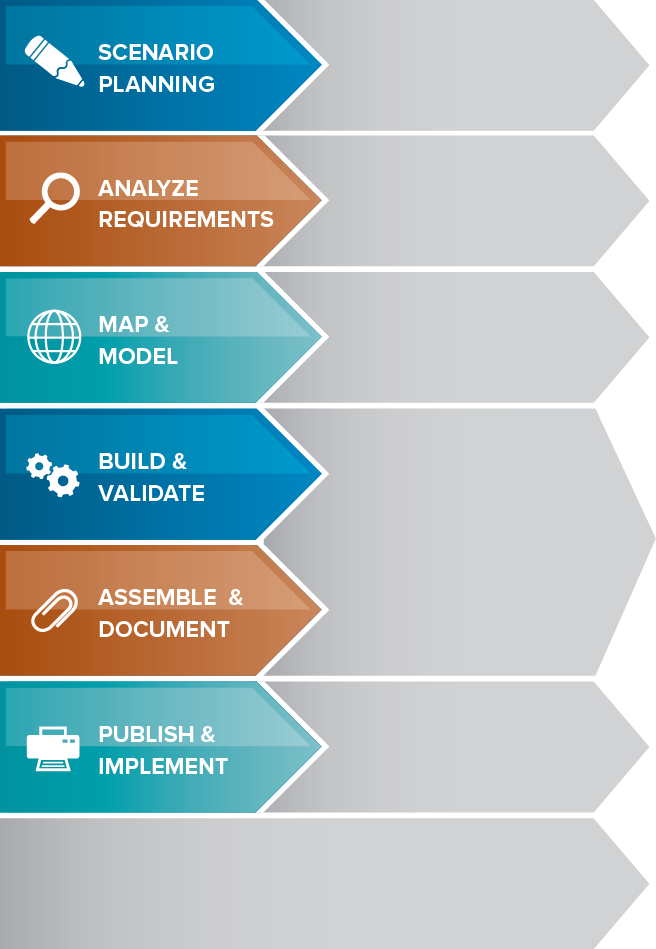 SCENARIO
PLANNING
ANALYZE
REQUIREMENTS
MAP &
MODEL
BUILD &
VALIDATE
ASSEMBLE  &
DOCUMENT
PUBLISH &
IMPLEMENT